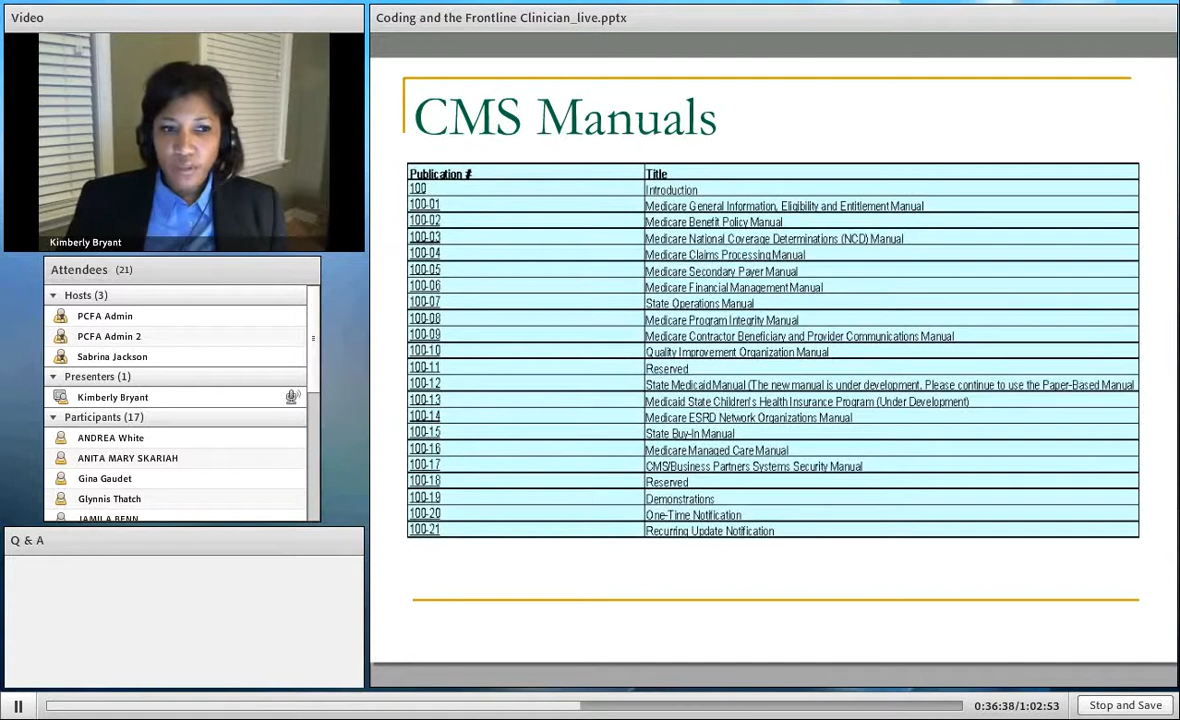 Video
Coding and the Frontline Clinician_live.pptx
Kimberly Bryant
Attendees (21)
Hosts (3)
PCFA Admin
PCFA Admin 2
Sabrina Jackson
Presenters (1)
Kimberly Bryant
Participants (17)
ANDREA White
ANITA MARY SKARIAH
Gina Gaudet
Glynnis Thatch
JAMILA BENN
Q & A
CMS Manuals
Publication # Title
100 Introduction
100-01 Medicare General Information, Eligibility and Entitlement Manual
100-02 Medicare Benefit Policy Manual
100-03 Medicare National Coverage Determinations (NCD) Manual
100-04 Medicare Claims Processing Manual
100-05 Medicare Secondary Payer Manual
100-06 Medicare Financial Management Manual
100-07 State Operations Manual
100-08 Medicare Program Integrity Manual
100-09 Medicare Contractor Beneficiary and Provider Communications Manual
100-10 Quality Improvement Organization Manual
100-11 Reserved
100-12 State Medicaid Manual (The new manual is under development. Please continue to use the Paper-Based Manual
100-13 Medicaid State Children's Health Insurance Program (Under Development)
100-14 Medicare ESRD Network Organizations Manual
100-15 State Buy-In Manual
100-16 Medicare Managed Care Manual
100-17 CMS/Business Partners Systems Security Manual
100-18 Reserved
100-19 Demonstrations
100-20 One-Time Notification
100-21 Recurring Update Notification
0:36:38/1:02:53
Stop and Save